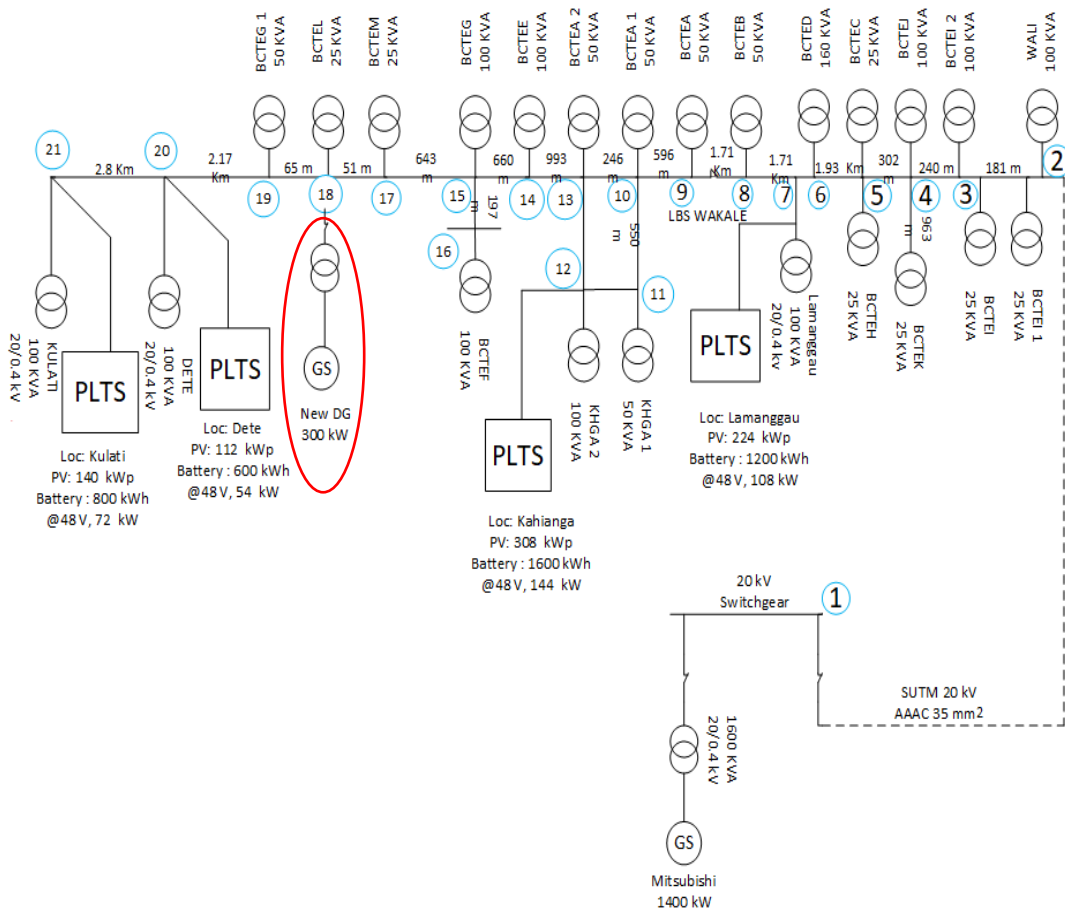 BCTEG 1
50 KVA
BCTEL
25 KVA
BCTEM
25 KVA
BCTEG
100 KVA
BCTEE
100 KVA
BCTEA 2
50 KVA
BCTEA 1
50 KVA
BCTEA
50 KVA
BCTEB
50 KVA
BCTED
160 KVA
BCTEC
25 KVA
BCTEJ
100 KVA
BCTEI 2
100 KVA
WALI
100 KVA
21
2.8 Km
20
2.17
Km
65 m
51 m
643
m
660
m
993
m
246
m
596
m
1.71
Km
1.71
Km
1.93 Km
302
m
240 m
181 m
2
19
18
17
15
14
13
10
9
8
7
6
5
4
3
LBS WAKALE
197
m
550
m
963
m
16
12
11
KULATI
100 KVA
20/0.4 kV
DETE
100 KVA
20/0.4 kV
BCTEF
100 KVA
KHGA 2
100 KVA
KHGA 1
50 KVA
Lamanggau
100 KVA
20/0.4 kv
BCTEH
25 KVA
BCTEK
25 KVA
BCTEI
25 KVA
BCTEI 1
25 KVA
PLTS
Loc: Kulati
PV: 140 kWp
Battery : 800 kWh
@48V, 72 kW
PLTS
Loc: Dete
PV: 112 kWp
Battery : 600 kWh
@48V, 54 kW
GS
New DG
300 kW
PLTS
Loc: Kahianga
PV: 308 kWp
Battery : 1600 kWh
@48V, 144 kW
PLTS
Loc: Lamanggau
PV: 224 kWp
Battery : 1200 kWh
@48V, 108 kW
20 kV
Switchgear
1
SUTM 20 kV
AAAC 35 mm2
1600 KVA
20/0.4 kV
GS
Mitsubishi
1400 kW